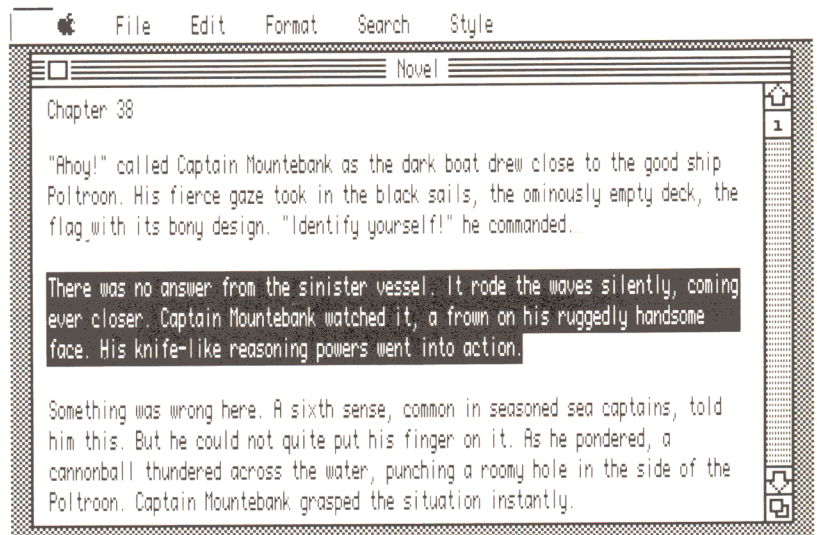 File Edit Format Search Style
Novel
Chapter 38
1
"Ahoy!" called Captain Mountebank as the dark boat drew close to the good ship
Poltroon. His fierce gaze took in the black sails, the ominously empty deck, the
flag with its bony design. "Identify yourself!" he commanded.
There was no answer from the sinister vessel. It rode the waves silently, coming
ever closer. Captain Mountebank watched it, a frown on his ruggedly handsome
face. His knife-like reasoning powers went into action.
Something was wrong here. A sixth sense, common in seasoned sea captains, told
him this. But he could not quite put his finger on it. As he pondered, a
cannonball thundered across the water, punching a roomy hole in the side of the
Poltroon. Captain Mountebank grasped the situation instantly.